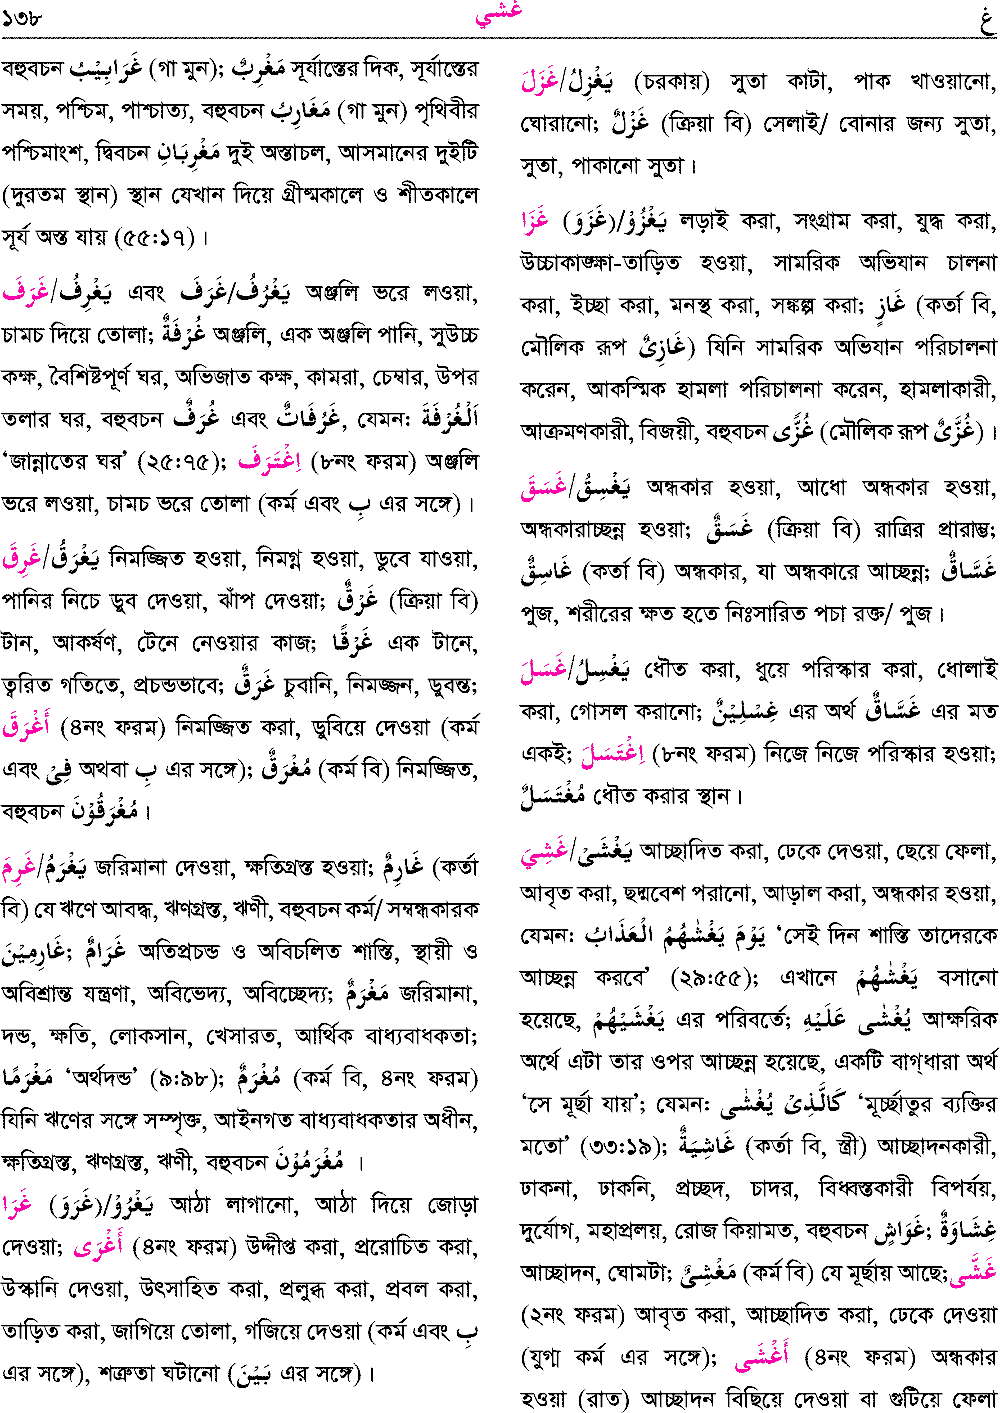 ১৩৮ غَشي غ
বহুবচন غَرَابِيْبُ (গা মুন); مَغْرِبٌ সূর্যাস্তের দিক, সূর্যাস্তের
সময়, পশ্চিম, পাশ্চাত্য, বহুবচন مَغَارِبُ (গা মুন) পৃথিবীর
পশ্চিমাংশ, দ্বিবচন مَغْرِبَانِ দুই অস্তাচল, আসমানের দুইটি
(দুরতম স্থান) স্থান যেখান দিয়ে গ্রীষ্মকালে ও শীতকালে
সূর্য অস্ত যায় (৫৫:১৭)।
غَرَفَ/يَغْرِفُ এবং غَرَفَ/يَغْرُفُ অঞ্জলি ভরে লওয়া,
চামচ দিয়ে তোলা; غُرْفَةٌ অঞ্জলি, এক অঞ্জলি পানি, সুউচ্চ
কক্ষ, বৈশিষ্টপূর্ণ ঘর, অভিজাত কক্ষ, কামরা, চেম্বার, উপর
তলার ঘর, বহুবচন غُرَفٌ এবং غُرُفَاتٌ, যেমন: اَلْغُرْفَةَ
‘জান্নাতের ঘর’ (২৫:৭৫); اِغْتَرَفَ (৮নং ফরম) অঞ্জলি
ভরে লওয়া, চামচ ভরে তোলা (কর্ম এবং بِ এর সঙ্গে)।
غَرِقَ/يَغْرَقُ নিমজ্জিত হওয়া, নিমগ্ন হওয়া, ডুবে যাওয়া,
পানির নিচে ডুব দেওয়া, ঝাঁপ দেওয়া; غَرْقٌ (ক্রিয়া বি)
টান, আকর্ষণ, টেনে নেওয়ার কাজ; غَرْقًا এক টানে,
ত্বরিত গতিতে, প্রচন্ডভাবে; غَرَقٌ চুবানি, নিমজ্জন, ডুবন্ত;
أَغْرَقَ (৪নং ফরম) নিমজ্জিত করা, ডুবিয়ে দেওয়া (কর্ম
এবং فِيْ অথবা بِ এর সঙ্গে); مُغْرَقٌ (কর্ম বি) নিমজ্জিত,
বহুবচন مُغْرَقُوْنَ।
غَرِمَ/يَغْرَمُ জরিমানা দেওয়া, ক্ষতিগ্রস্ত হওয়া; غَارِمٌ (কর্তা
বি) যে ঋণে আবদ্ধ, ঋণগ্রস্ত, ঋণী, বহুবচন কর্ম/ সম্বন্ধকারক
غَارِمِيْنَ; غَرَامٌ অতিপ্রচন্ড ও অবিচলিত শাস্তি, স্থায়ী ও
অবিশ্রান্ত যন্ত্রণা, অবিভেদ্য, অবিচ্ছেদ্য; مَغْرَمٌ জরিমানা,
দন্ড, ক্ষতি, লোকসান, খেসারত, আর্থিক বাধ্যবাধকতা;
مَغْرَمًا ‘অর্থদন্ড’ (৯:৯৮); مُغْرَمٌ (কর্ম বি, ৪নং ফরম)
যিনি ঋণের সঙ্গে সম্পৃক্ত, আইনগত বাধ্যবাধকতার অধীন,
ক্ষতিগ্রস্ত, ঋণগ্রস্ত, ঋণী, বহুবচন مُغْرَمُوْنَ ।
غَرَا (غَرَوَ)/يَغْرُوْ আঠা লাগানো, আঠা দিয়ে জোড়া
দেওয়া; أَغْرَى (৪নং ফরম) উদ্দীপ্ত করা, প্ররোচিত করা,
উস্কানি দেওয়া, উৎসাহিত করা, প্রলুব্ধ করা, প্রবল করা,
তাড়িত করা, জাগিয়ে তোলা, গজিয়ে দেওয়া (কর্ম এবং بِ
এর সঙ্গে), শত্রুতা ঘটানো (بَيْنَ এর সঙ্গে)।
غَزَلَ/يَغْزِلُ (চরকায়) সুতা কাটা, পাক খাওয়ানো,
ঘোরানো; غَزْلٌ (ক্রিয়া বি) সেলাই/ বোনার জন্য সুতা,
সুতা, পাকানো সুতা।
غَزَا (غَزَوَ)/يَغْزُوْ লড়াই করা, সংগ্রাম করা, যুদ্ধ করা,
উচ্চাকাঙ্ক্ষা-তাড়িত হওয়া, সামরিক অভিযান চালনা
করা, ইচ্ছা করা, মনস্থ করা, সঙ্কল্প করা; غَازٍ (কর্তা বি,
মৌলিক রূপ غَازِىٌ) যিনি সামরিক অভিযান পরিচালনা
করেন, আকস্মিক হামলা পরিচালনা করেন, হামলাকারী,
আক্রমণকারী, বিজয়ী, বহুবচন غُزًّى (মৌলিক রূপ غُزَّىٌ)।
غَسَقَ/يَغْسِقُ অন্ধকার হওয়া, আধো অন্ধকার হওয়া,
অন্ধকারাচ্ছন্ন হওয়া; غَسَقٌ (ক্রিয়া বি) রাত্রির প্রারম্ভ;
غَاسِقٌ (কর্তা বি) অন্ধকার, যা অন্ধকারে আচ্ছন্ন; غَسَّاقٌ
পুজ, শরীরের ক্ষত হতে নিঃসারিত পচা রক্ত/ পুজ।
غَسَلَ/يَغْسِلُ ধৌত করা, ধুয়ে পরিস্কার করা, ধোলাই
করা, গোসল করানো; غِسْلِيْنٌ এর অর্থ غَسَّاقٌ এর মত
একই; اِغْتَسَلَ (৮নং ফরম) নিজে নিজে পরিস্কার হওয়া;
مُغْتَسَلٌ ধৌত করার স্থান।
غَشِيَ/يَغْشَىْ আচ্ছাদিত করা, ঢেকে দেওয়া, ছেয়ে ফেলা,
আবৃত করা, ছদ্মবেশ পরানো, আড়াল করা, অন্ধকার হওয়া,
যেমন: يَوْمَ يَغْشٰهُمُ الْعَذَابُ ‘সেই দিন শাস্তি তাদেরকে
আচ্ছন্ন করবে’ (২৯:৫৫); এখানে يَغْشٰهُمْ বসানো
হয়েছে, يَغْشَيْهُمْ এর পরিবর্তে; يُغْشٰى عَلَيْهِ আক্ষরিক
অর্থে এটা তার ওপর আচ্ছন্ন হয়েছে, একটি বাগ্‌ধারা অর্থ
‘সে মূর্ছা যায়’; যেমন: كَالَّذِىْ يُغْشٰى ‘মূর্চ্ছাতুর ব্যক্তির
মতো’ (৩৩:১৯); غَاشِيَةٌ (কর্তা বি, স্ত্রী) আচ্ছাদনকারী,
ঢাকনা, ঢাকনি, প্রচ্ছদ, চাদর, বিধ্বস্তকারী বিপর্যয়,
দুর্যোগ, মহাপ্রলয়, রোজ কিয়ামত, বহুবচন غَوَاشٍ; غِشَاوَةٌ
আচ্ছাদন, ঘোমটা; مَغْشِىٌّ (কর্ম বি) যে মূর্ছায় আছে; غَشَّى
(২নং ফরম) আবৃত করা, আচ্ছাদিত করা, ঢেকে দেওয়া
(যুগ্ম কর্ম এর সঙ্গে); أَغْشَى (৪নং ফরম) অন্ধকার
হওয়া (রাত) আচ্ছাদন বিছিয়ে দেওয়া বা গুটিয়ে ফেলা